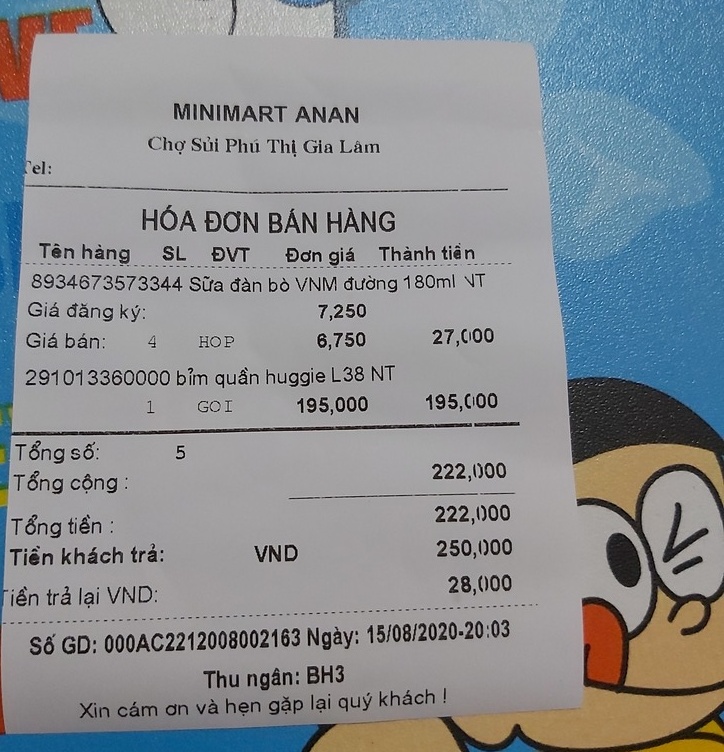 MINIMART ANAN
Chợ Sủi Phú Thị Gia Lâm
Tel:
HÓA ĐƠN BÁN HÀNG
Tên hàng SL ĐVT Đơn giá Thành tiền
8934673573344 Sữa đàn bò VNM đường 180ml NT
Giá đăng ký: 7,250
Giá bán: 4 HOP 6,750 27,000
291013360000 bỉm quần huggie L38 NT
1 GOI 195,000 195,000
Tổng số: 5
Tổng cộng : 222,000
Tổng tiền : 222,000
Tiền khách trả: VND 250,000
Tiền trả lại VND: 28,000
Số GD: 000AC2212008002163 Ngày: 15/08/2020-20:03
Thu ngân: BH3
Xin cám ơn và hẹn gặp lại quý khách !